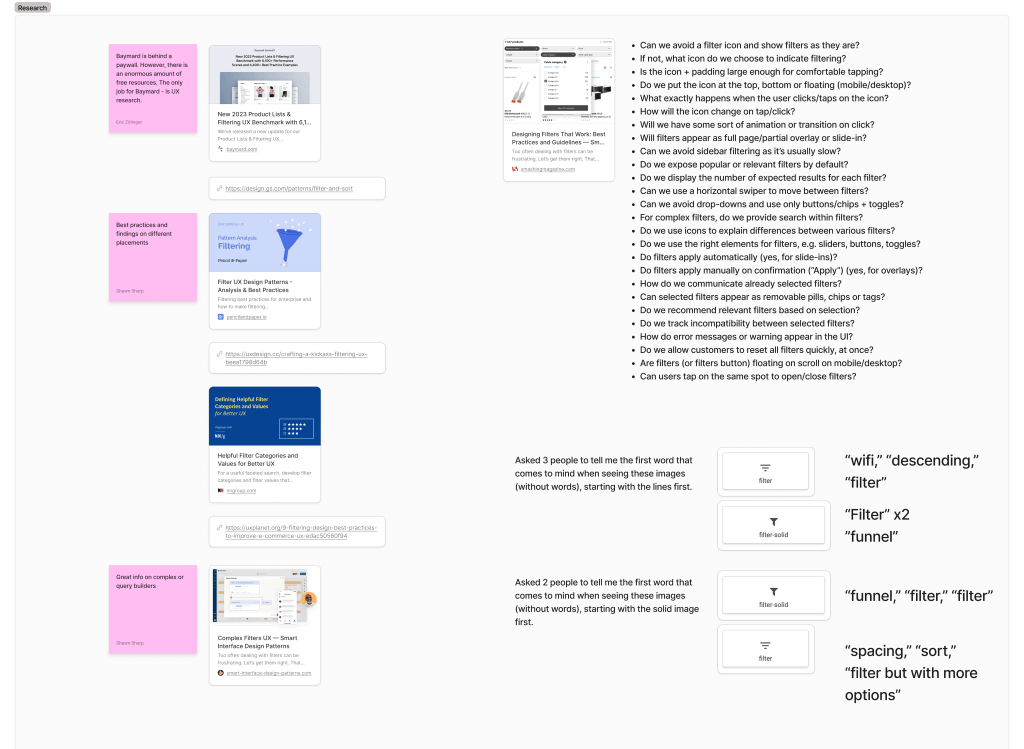 Research
Baymard is behind a
paywall. However, there is
an enormous amount of
free resources. The only
job for Baymard - is UX
research.
Eric Ettlinger
New 2023 Product Lists & Filtering UX
Benchmark with 6,100+ Performance
Scores and 4,400+ Best Practice Examples
New 2023 Product Lists &
Filtering UX Benchmark with 6,1...
We've released a new update for our
Product Lists & Filtering UX...
baymard.com
https://design.gs.com/patterns/filter-and-sort
Best practices and
findings on different
placements
Shawn Sharp
Pattern Analysis:
Filtering
Pencil & Paper
Filter UX Design Patterns -
Analysis & Best Practices
Filtering best practices for enterprise and
how to make filtering...
pencilandpaper.io
https://uxdesign.cc/crafting-a-kickass-filtering-ux-
beea1798d64b
Defining Helpful Filter
Categories and Values
for Better UX
NN/g
Helpful Filter Categories and
Values for Better UX
For a useful faceted search, develop filter
categories and filter values that...
nngroup.com
https://uxplanet.org/9-filtering-design-best-practices-
to-improve-e-commerce-ux-edac50560f94
Great info on complex or
query builders
Shawn Sharp
Complex Filters UX — Smart
Interface Design Patterns
Too often dealing with filters can be
frustrating. Let's get them right. That...
smart-interface-design-patterns.com
Designing Filters That Work: Best
Practices and Guidelines — Sm...
Too often dealing with filters can be
frustrating. Let's get them right. That...
smashingmagazine.com
• Can we avoid a filter icon and show filters as they are?
• If not, what icon do we choose to indicate filtering?
• Is the icon + padding large enough for comfortable tapping?
• Do we put the icon at the top, bottom or floating (mobile/desktop)?
• What exactly happens when the user clicks/taps on the icon?
• How will the icon change on tap/click?
• Will we have some sort of animation or transition on click?
• Will filters appear as full page/partial overlay or slide-in?
• Can we avoid sidebar filtering as it's usually slow?
• Do we expose popular or relevant filters by default?
• Do we display the number of expected results for each filter?
• Can we use a horizontal swiper to move between filters?
• Can we avoid drop-downs and use only buttons/chips + toggles?
• For complex filters, do we provide search within filters?
• Do we use icons to explain differences between various filters?
• Do we use the right elements for filters, e.g. sliders, buttons, toggles?
• Do filters apply automatically (yes, for slide-ins)?
• Do filters apply manually on confirmation ("Apply") (yes, for overlays)?
• How do we communicate already selected filters?
• Can selected filters appear as removable pills, chips or tags?
• Do we recommend relevant filters based on selection?
• Do we track incompatibility between selected filters?
• How do error messages or warning appear in the UI?
• Do we allow customers to reset all filters quickly, at once?
• Are filters (or filters button) floating on scroll on mobile/desktop?
• Can users tap on the same spot to open/close filters?
Asked 3 people to tell me the first word that
comes to mind when seeing these images
(without words), starting with the lines first.
filter
"wifi," "descending,"
"filter"
filter-solid
"Filter" x2
"funnel"
Asked 2 people to tell me the first word that
comes to mind when seeing these images
(without words), starting with the solid image
first.
filter-solid
"funnel," "filter," "filter"
filter
"spacing," "sort,"
"filter but with more
options"